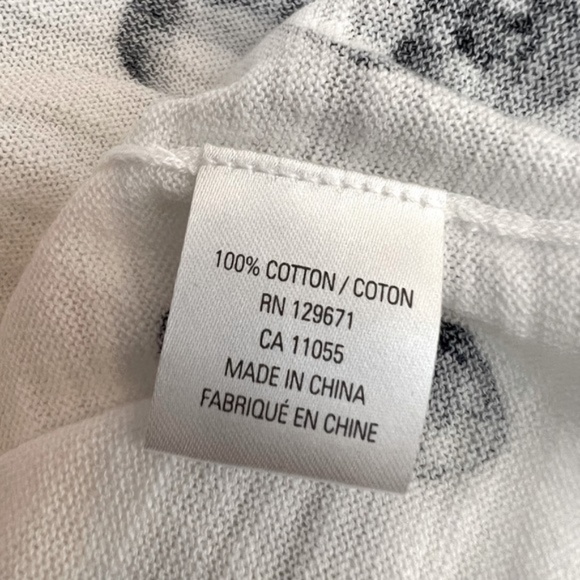 100% COTTON / COTON
RN 129671
CA 11055
MADE IN CHINA
FABRIQUÉ EN CHINE